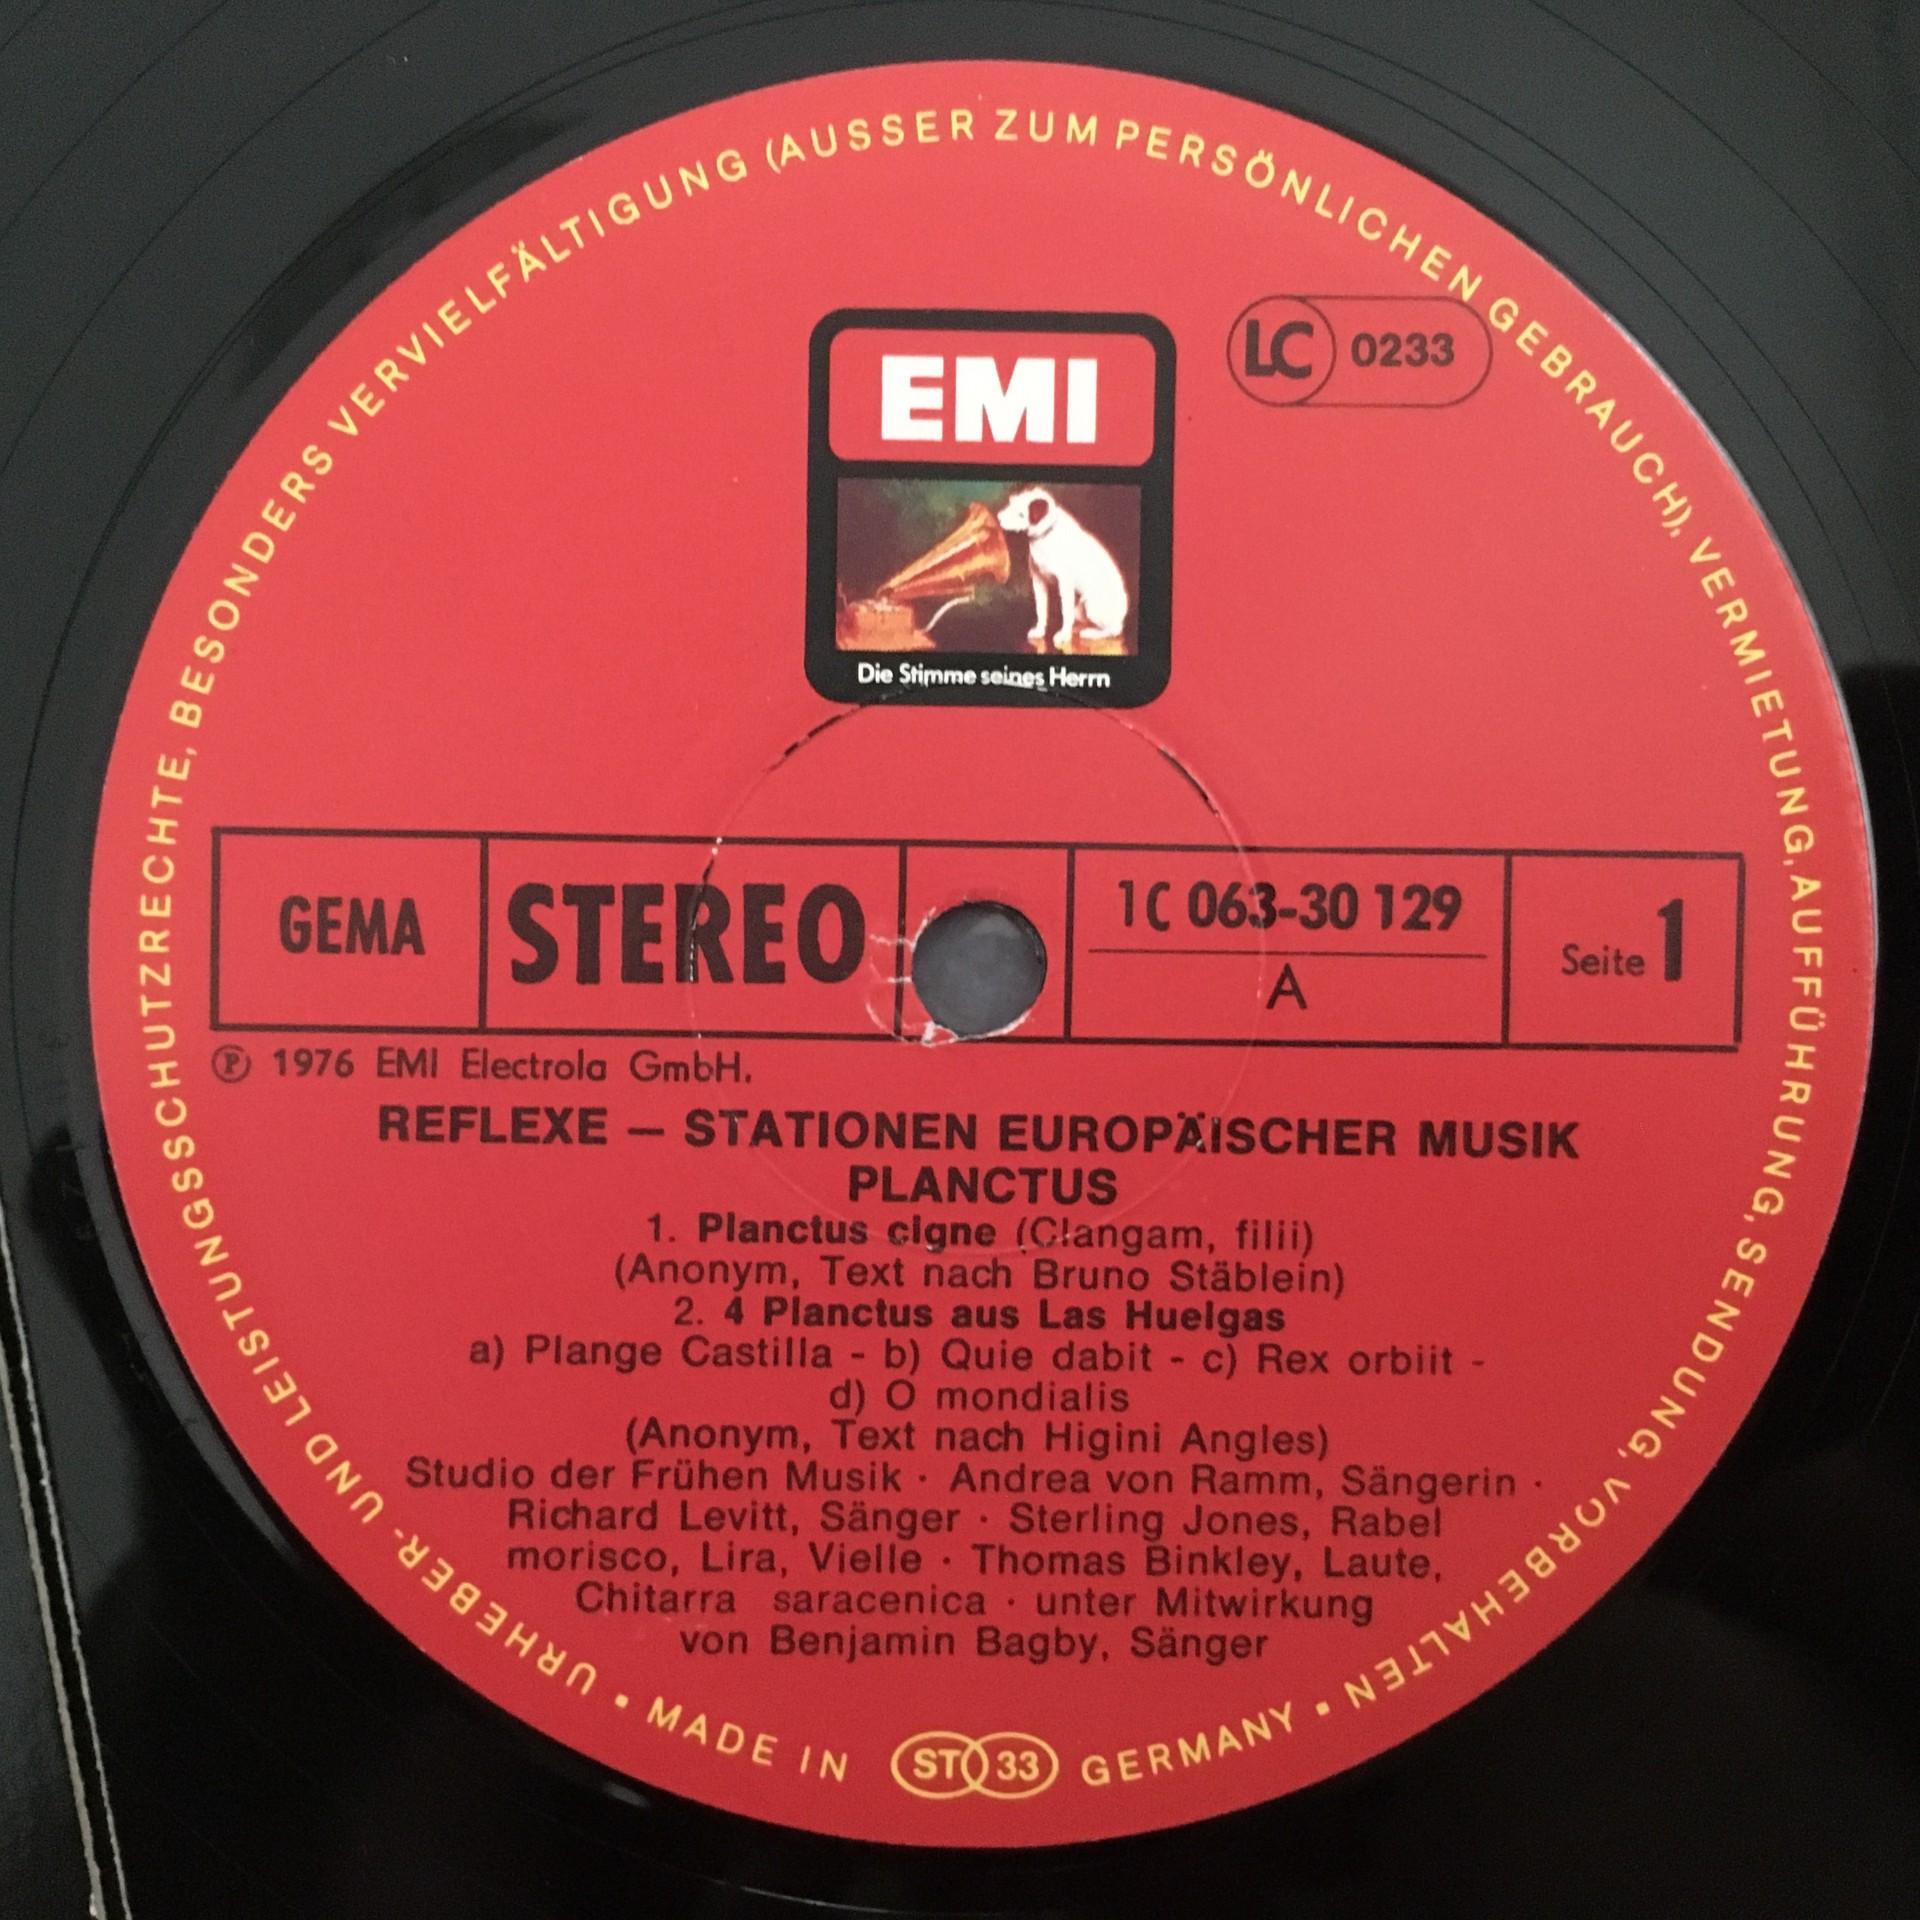 URHEBER- UND LEISTUNGSSCHUTZRECHTE, BESONDERS VERVIELFÄLTIGUNG (AUSSER ZUM PERSÖNLICHEN GEBRAUCH), VERMIETUNG, AUFFÜHRUNG, SENDUNG, VORBEHALTEN • MADE IN ST 33 GERMANY •
LC 0233
EMI
Die Stimme seines Herrn
GEMA
STEREO
1C 063-30 129
A
Seite 1
℗ 1976 EMI Electrola GmbH.
REFLEXE — STATIONEN EUROPÄISCHER MUSIK
PLANCTUS
1. Planctus cigne (Clangam, filii)
(Anonym, Text nach Bruno Stäblein)
2. 4 Planctus aus Las Huelgas
a) Plange Castilla - b) Quie dabit - c) Rex orbiit -
d) O mondialis
(Anonym, Text nach Higini Angles)
Studio der Frühen Musik · Andrea von Ramm, Sängerin ·
Richard Levitt, Sänger · Sterling Jones, Rabel
morisco, Lira, Vielle · Thomas Binkley, Laute,
Chitarra saracenica · unter Mitwirkung
von Benjamin Bagby, Sänger